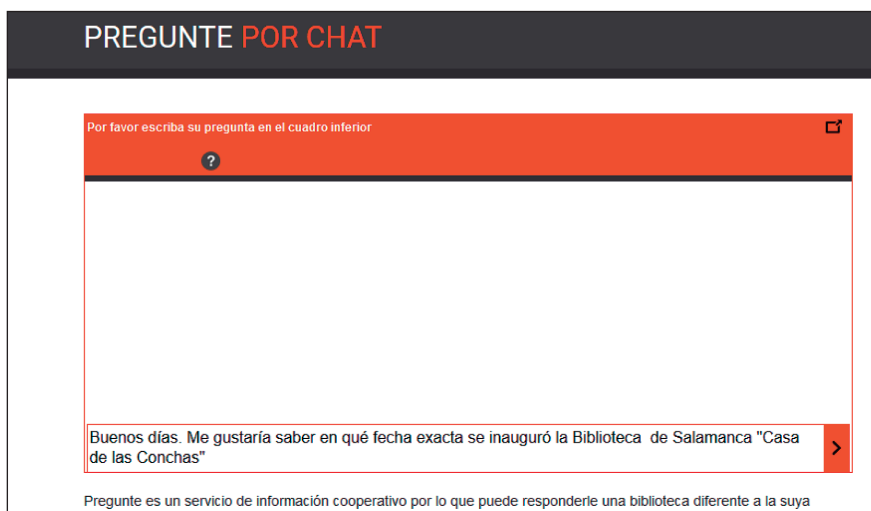 PREGUNTE POR CHAT
Por favor escriba su pregunta en el cuadro inferior
?
Buenos días. Me gustaría saber en qué fecha exacta se inauguró la Biblioteca  de Salamanca "Casa
de las Conchas"
Pregunte es un servicio de información cooperativo por lo que puede responderle una biblioteca diferente a la suya